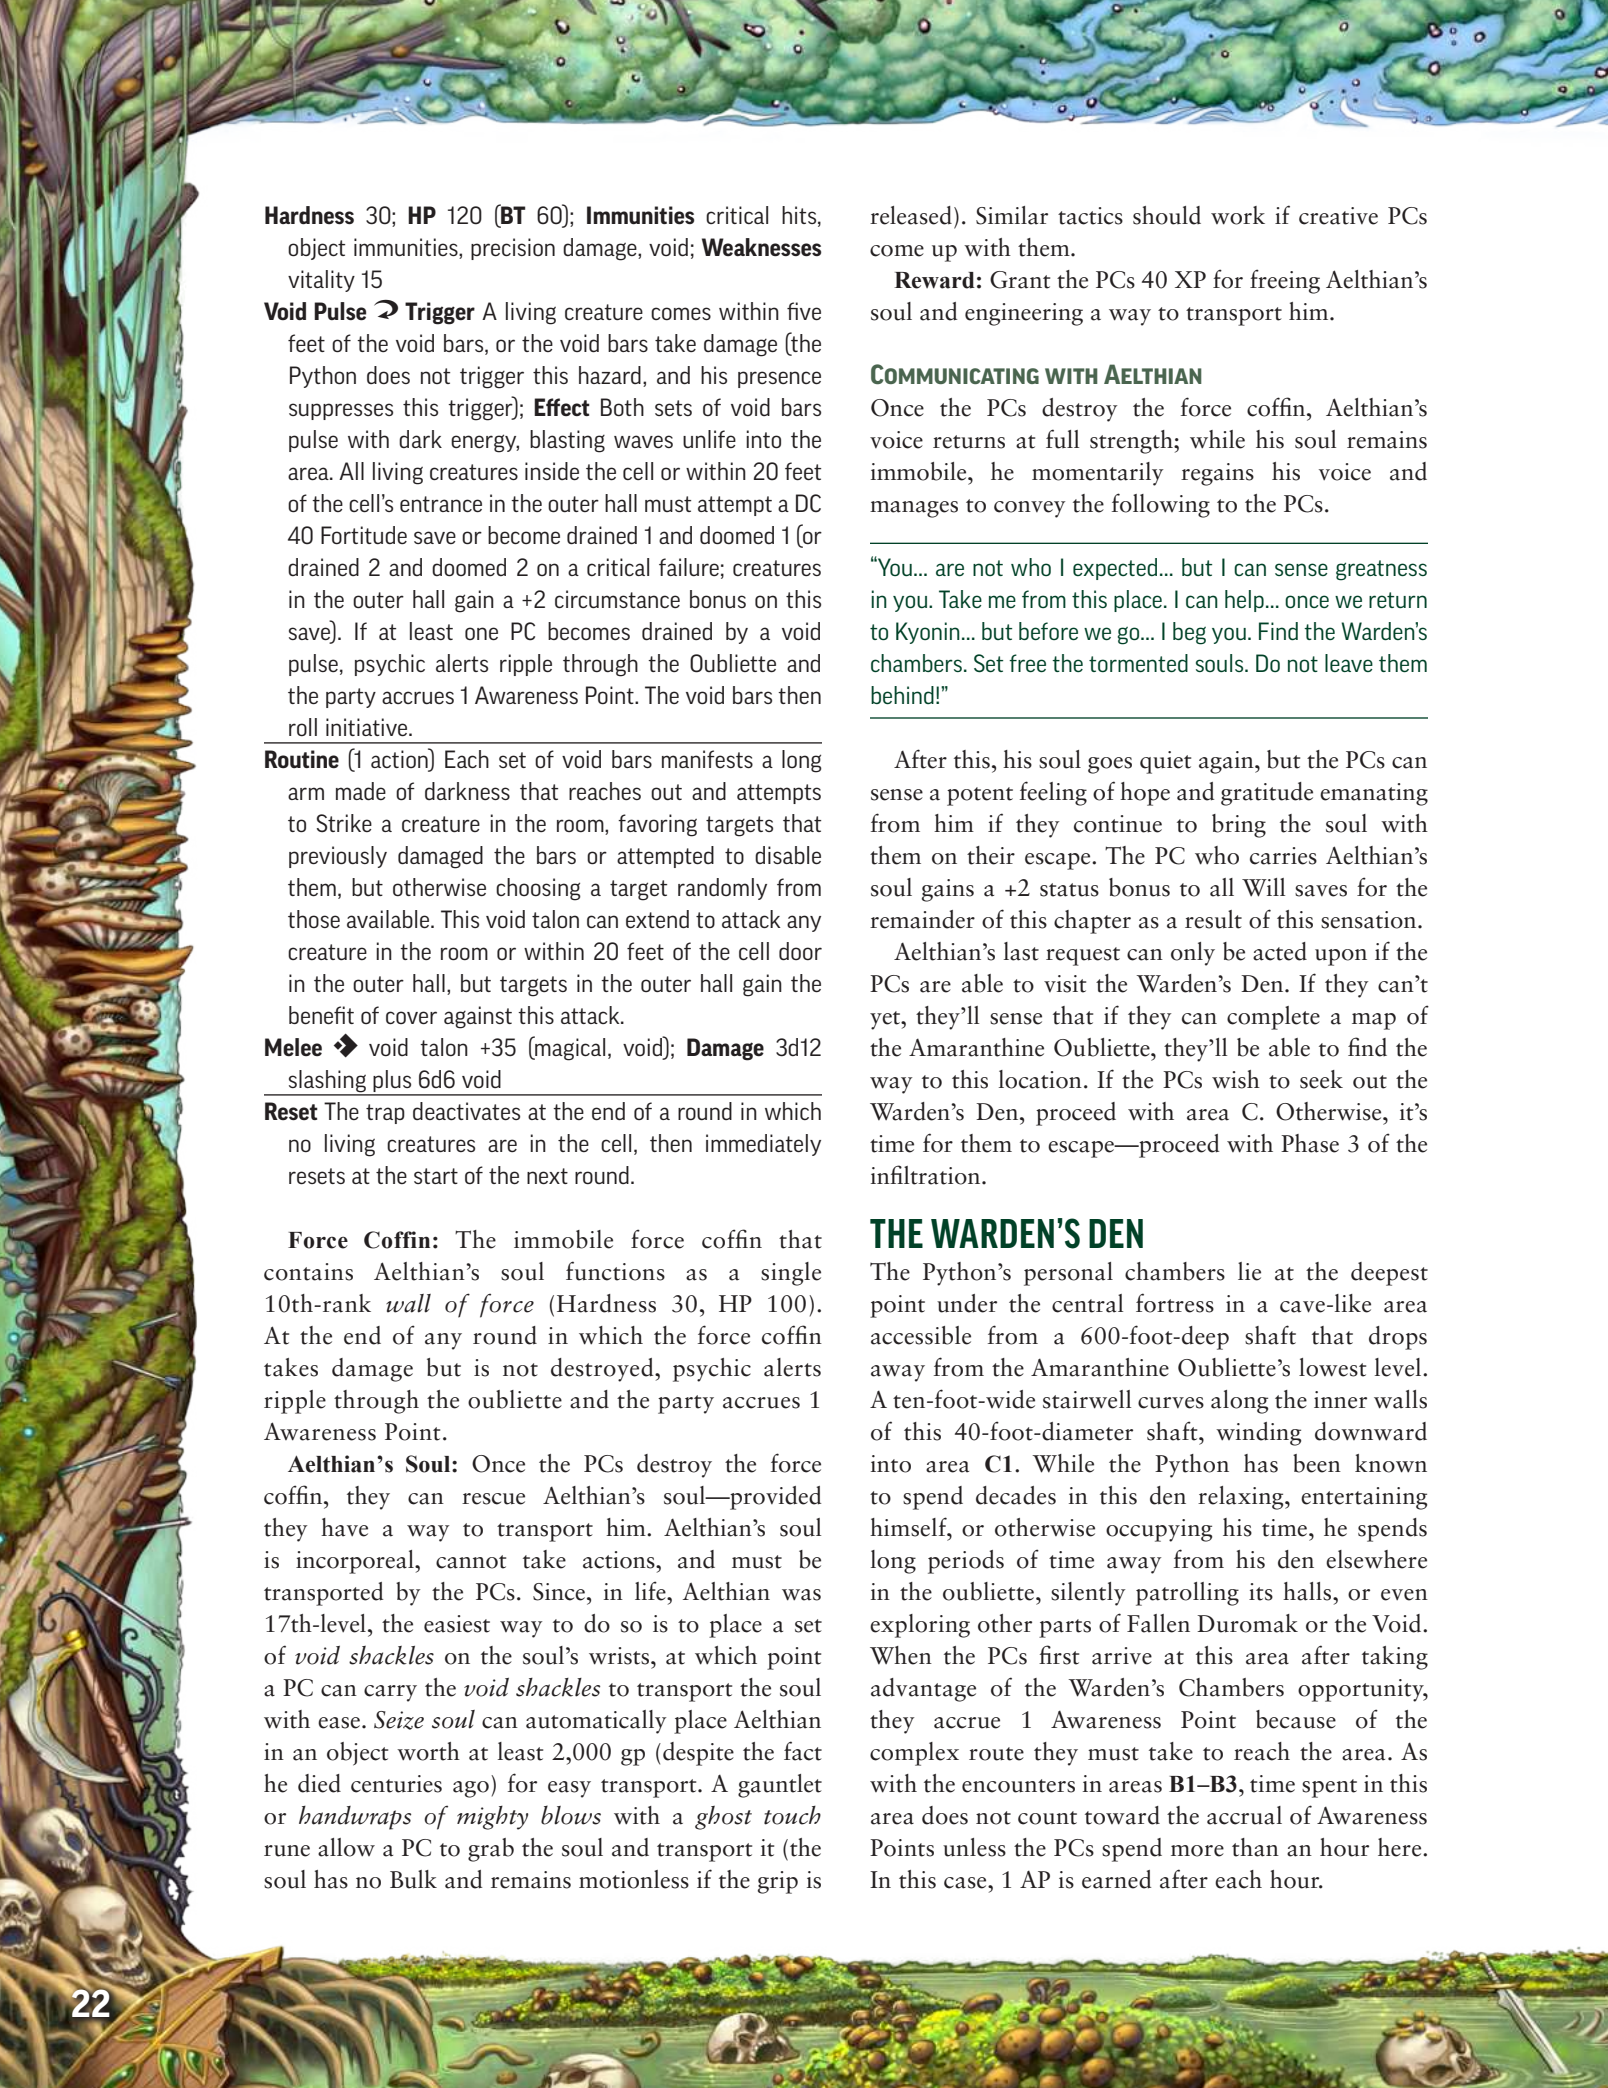 Hardness 30; HP 120 (BT 60); Immunities critical hits,
object immunities, precision damage, void; Weaknesses
vitality 15
Void Pulse Trigger A living creature comes within five
feet of the void bars, or the void bars take damage (the
Python does not trigger this hazard, and his presence
suppresses this trigger); Effect Both sets of void bars
pulse with dark energy, blasting waves unlife into the
area. All living creatures inside the cell or within 20 feet
of the cell's entrance in the outer hall must attempt a DC
40 Fortitude save or become drained 1 and doomed 1 (or
drained 2 and doomed 2 on a critical failure; creatures
in the outer hall gain a +2 circumstance bonus on this
save). If at least one PC becomes drained by a void
pulse, psychic alerts ripple through the Oubliette and
the party accrues 1 Awareness Point. The void bars then
roll initiative.
Routine (1 action) Each set of void bars manifests a long
arm made of darkness that reaches out and attempts
to Strike a creature in the room, favoring targets that
previously damaged the bars or attempted to disable
them, but otherwise choosing a target randomly from
those available. This void talon can extend to attack any
creature in the room or within 20 feet of the cell door
in the outer hall, but targets in the outer hall gain the
benefit of cover against this attack.
Melee void talon +35 (magical, void); Damage 3d12
slashing plus 6d6 void
Reset The trap deactivates at the end of a round in which
no living creatures are in the cell, then immediately
resets at the start of the next round.
Force Coffin: The immobile force coffin that
contains Aelthian's soul functions as a single
10th-rank wall of force (Hardness 30, HP 100).
At the end of any round in which the force coffin
takes damage but is not destroyed, psychic alerts
ripple through the oubliette and the party accrues 1
Awareness Point.
Aelthian's Soul: Once the PCs destroy the force
coffin, they can rescue Aelthian's soul—provided
they have a way to transport him. Aelthian's soul
is incorporeal, cannot take actions, and must be
transported by the PCs. Since, in life, Aelthian was
17th-level, the easiest way to do so is to place a set
of void shackles on the soul's wrists, at which point
a PC can carry the void shackles to transport the soul
with ease. Seize soul can automatically place Aelthian
in an object worth at least 2,000 gp (despite the fact
he died centuries ago) for easy transport. A gauntlet
or handwraps of mighty blows with a ghost touch
rune allow a PC to grab the soul and transport it (the
soul has no Bulk and remains motionless if the grip is
released). Similar tactics should work if creative PCs
come up with them.
Reward: Grant the PCs 40 XP for freeing Aelthian's
soul and engineering a way to transport him.
COMMUNICATING WITH AELTHIAN
Once the PCs destroy the force coffin, Aelthian's
voice returns at full strength; while his soul remains
immobile, he momentarily regains his voice and
manages to convey the following to the PCs.
“You... are not who I expected... but I can sense greatness
in you. Take me from this place. I can help... once we return
to Kyonin... but before we go... I beg you. Find the Warden's
chambers. Set free the tormented souls. Do not leave them
behind!”
After this, his soul goes quiet again, but the PCs can
sense a potent feeling of hope and gratitude emanating
from him if they continue to bring the soul with
them on their escape. The PC who carries Aelthian's
soul gains a +2 status bonus to all Will saves for the
remainder of this chapter as a result of this sensation.
Aelthian's last request can only be acted upon if the
PCs are able to visit the Warden's Den. If they can't
yet, they'll sense that if they can complete a map of
the Amaranthine Oubliette, they'll be able to find the
way to this location. If the PCs wish to seek out the
Warden's Den, proceed with area C. Otherwise, it's
time for them to escape—proceed with Phase 3 of the
infiltration.
THE WARDEN'S DEN
The Python's personal chambers lie at the deepest
point under the central fortress in a cave-like area
accessible from a 600-foot-deep shaft that drops
away from the Amaranthine Oubliette's lowest level.
A ten-foot-wide stairwell curves along the inner walls
of this 40-foot-diameter shaft, winding downward
into area C1. While the Python has been known
to spend decades in this den relaxing, entertaining
himself, or otherwise occupying his time, he spends
long periods of time away from his den elsewhere
in the oubliette, silently patrolling its halls, or even
exploring other parts of Fallen Duromak or the Void.
When the PCs first arrive at this area after taking
advantage of the Warden's Chambers opportunity,
they accrue 1 Awareness Point because of the
complex route they must take to reach the area. As
with the encounters in areas B1–B3, time spent in this
area does not count toward the accrual of Awareness
Points unless the PCs spend more than an hour here.
In this case, 1 AP is earned after each hour.
22